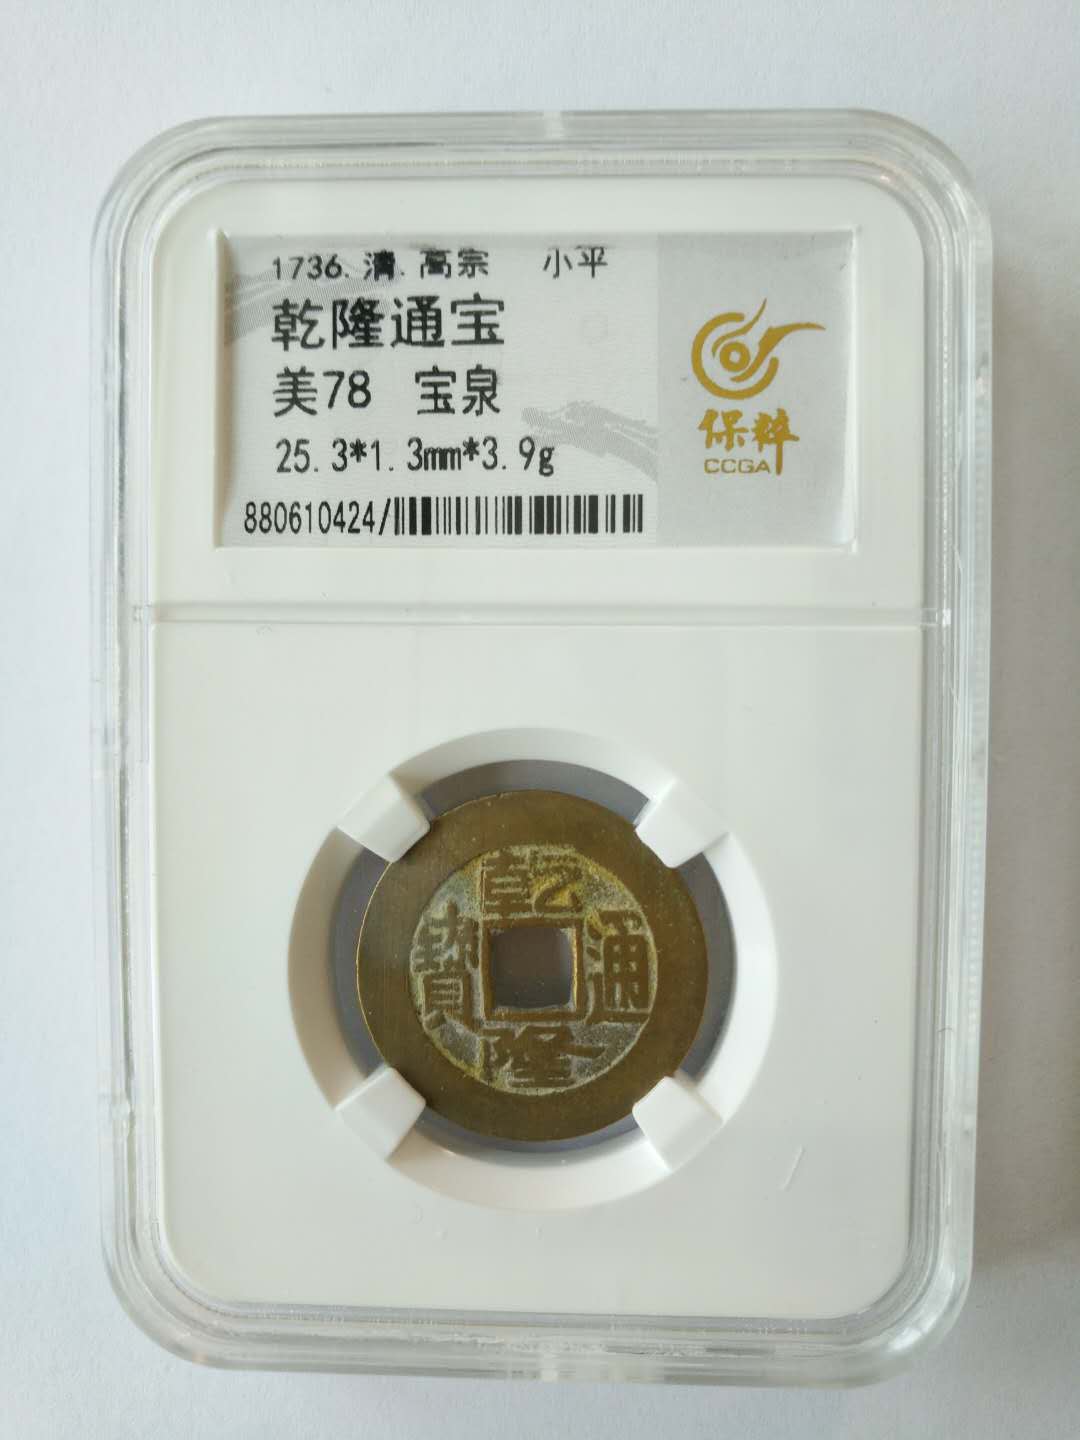 1736.清.高宗 小平
乾隆通宝
美78 宝泉
25.3*1.3mm*3.9g
880610424/
保粹
CCGA
乾隆通寶